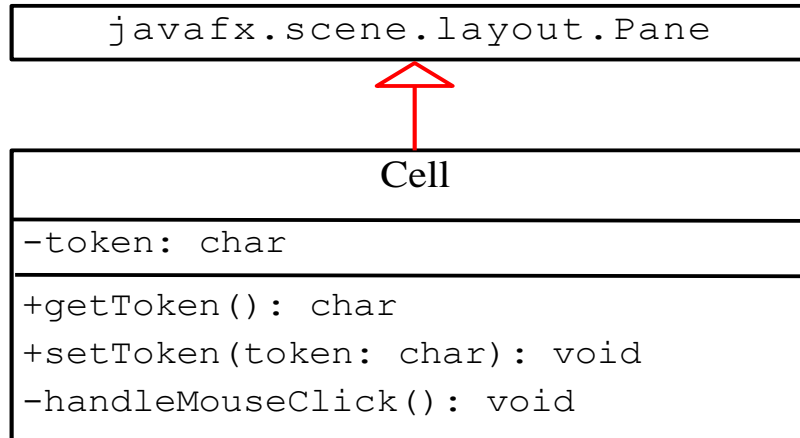 javafx.scene.layout.Pane
Cell
-token: char
+getToken(): char
+setToken(token: char): void
-handleMouseClick(): void